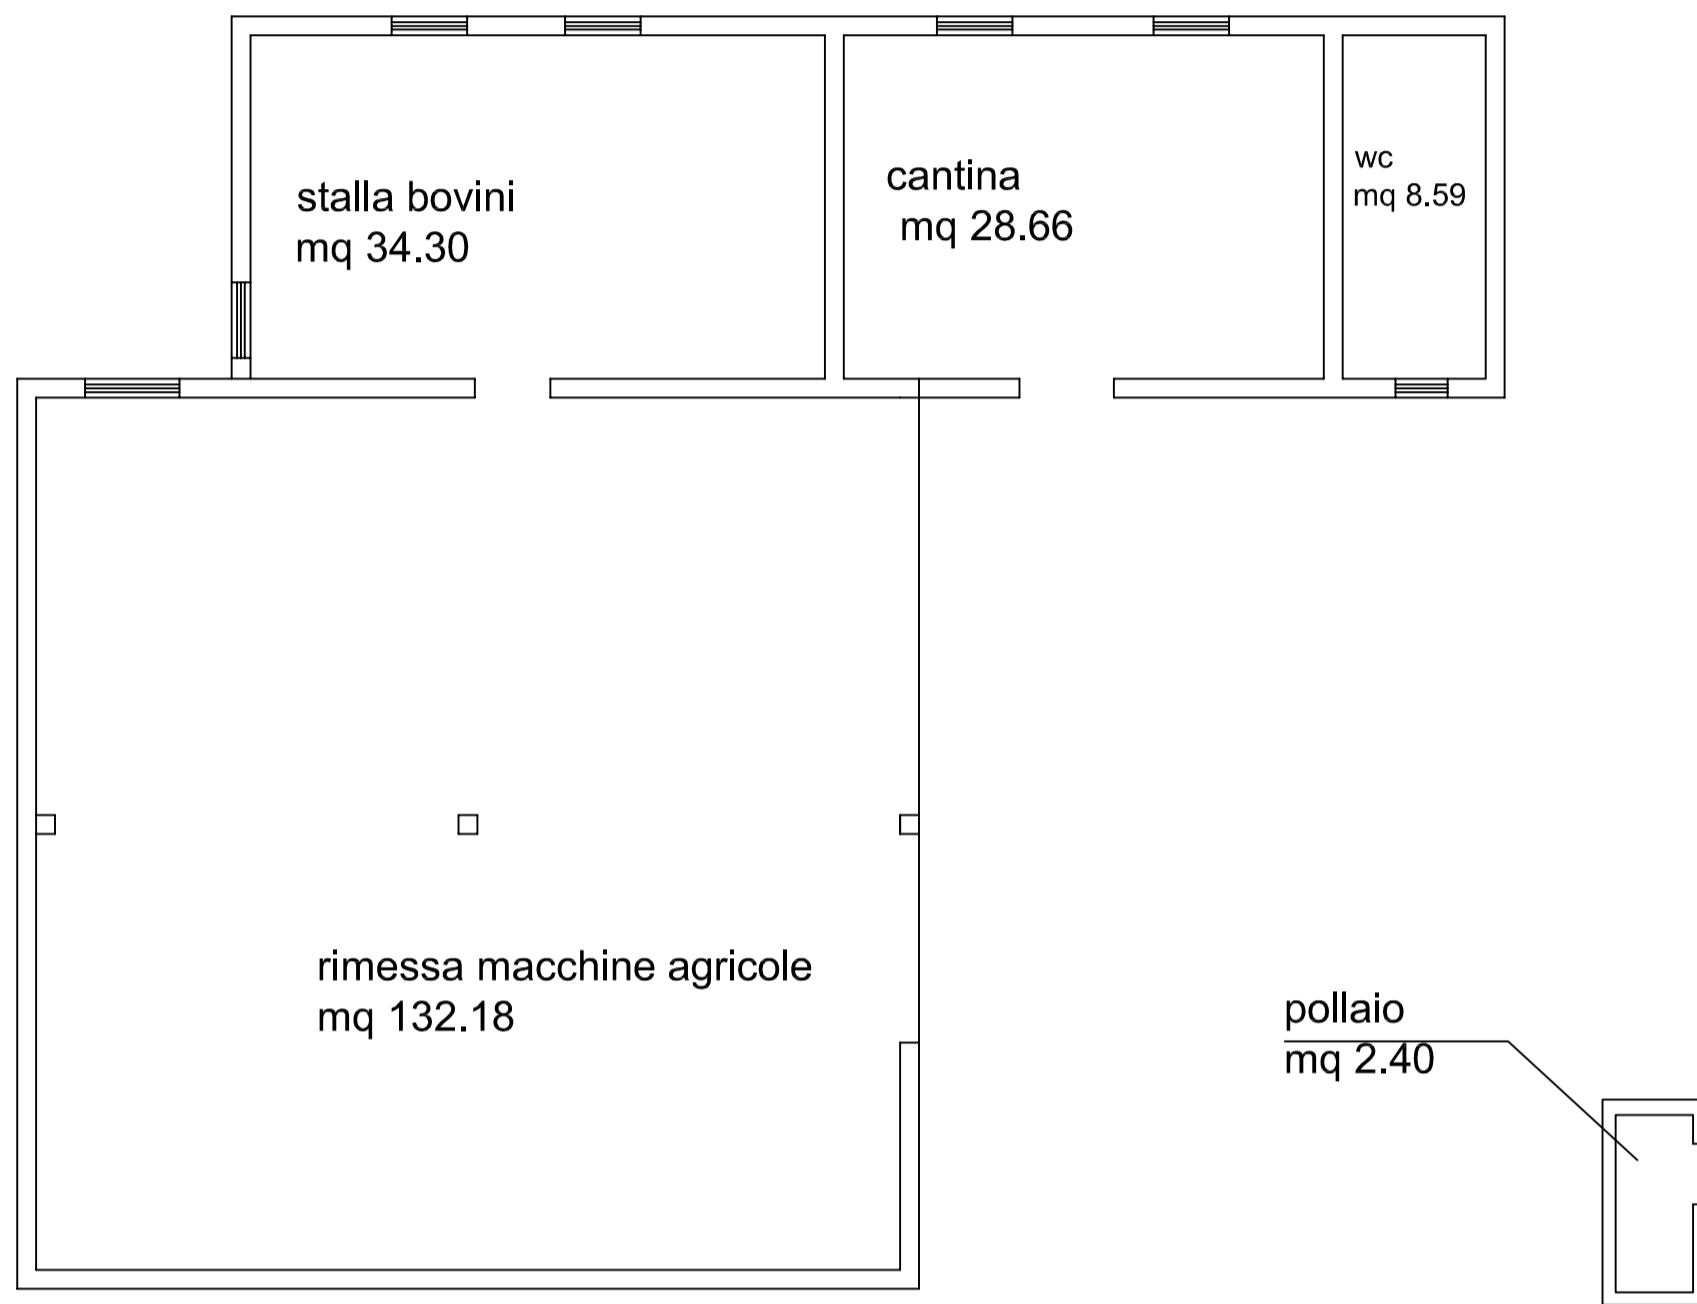 stalla bovini
mq 34.30
cantina
mq 28.66
wc
mq 8.59
rimessa macchine agricole
mq 132.18
pollaio
mq 2.40